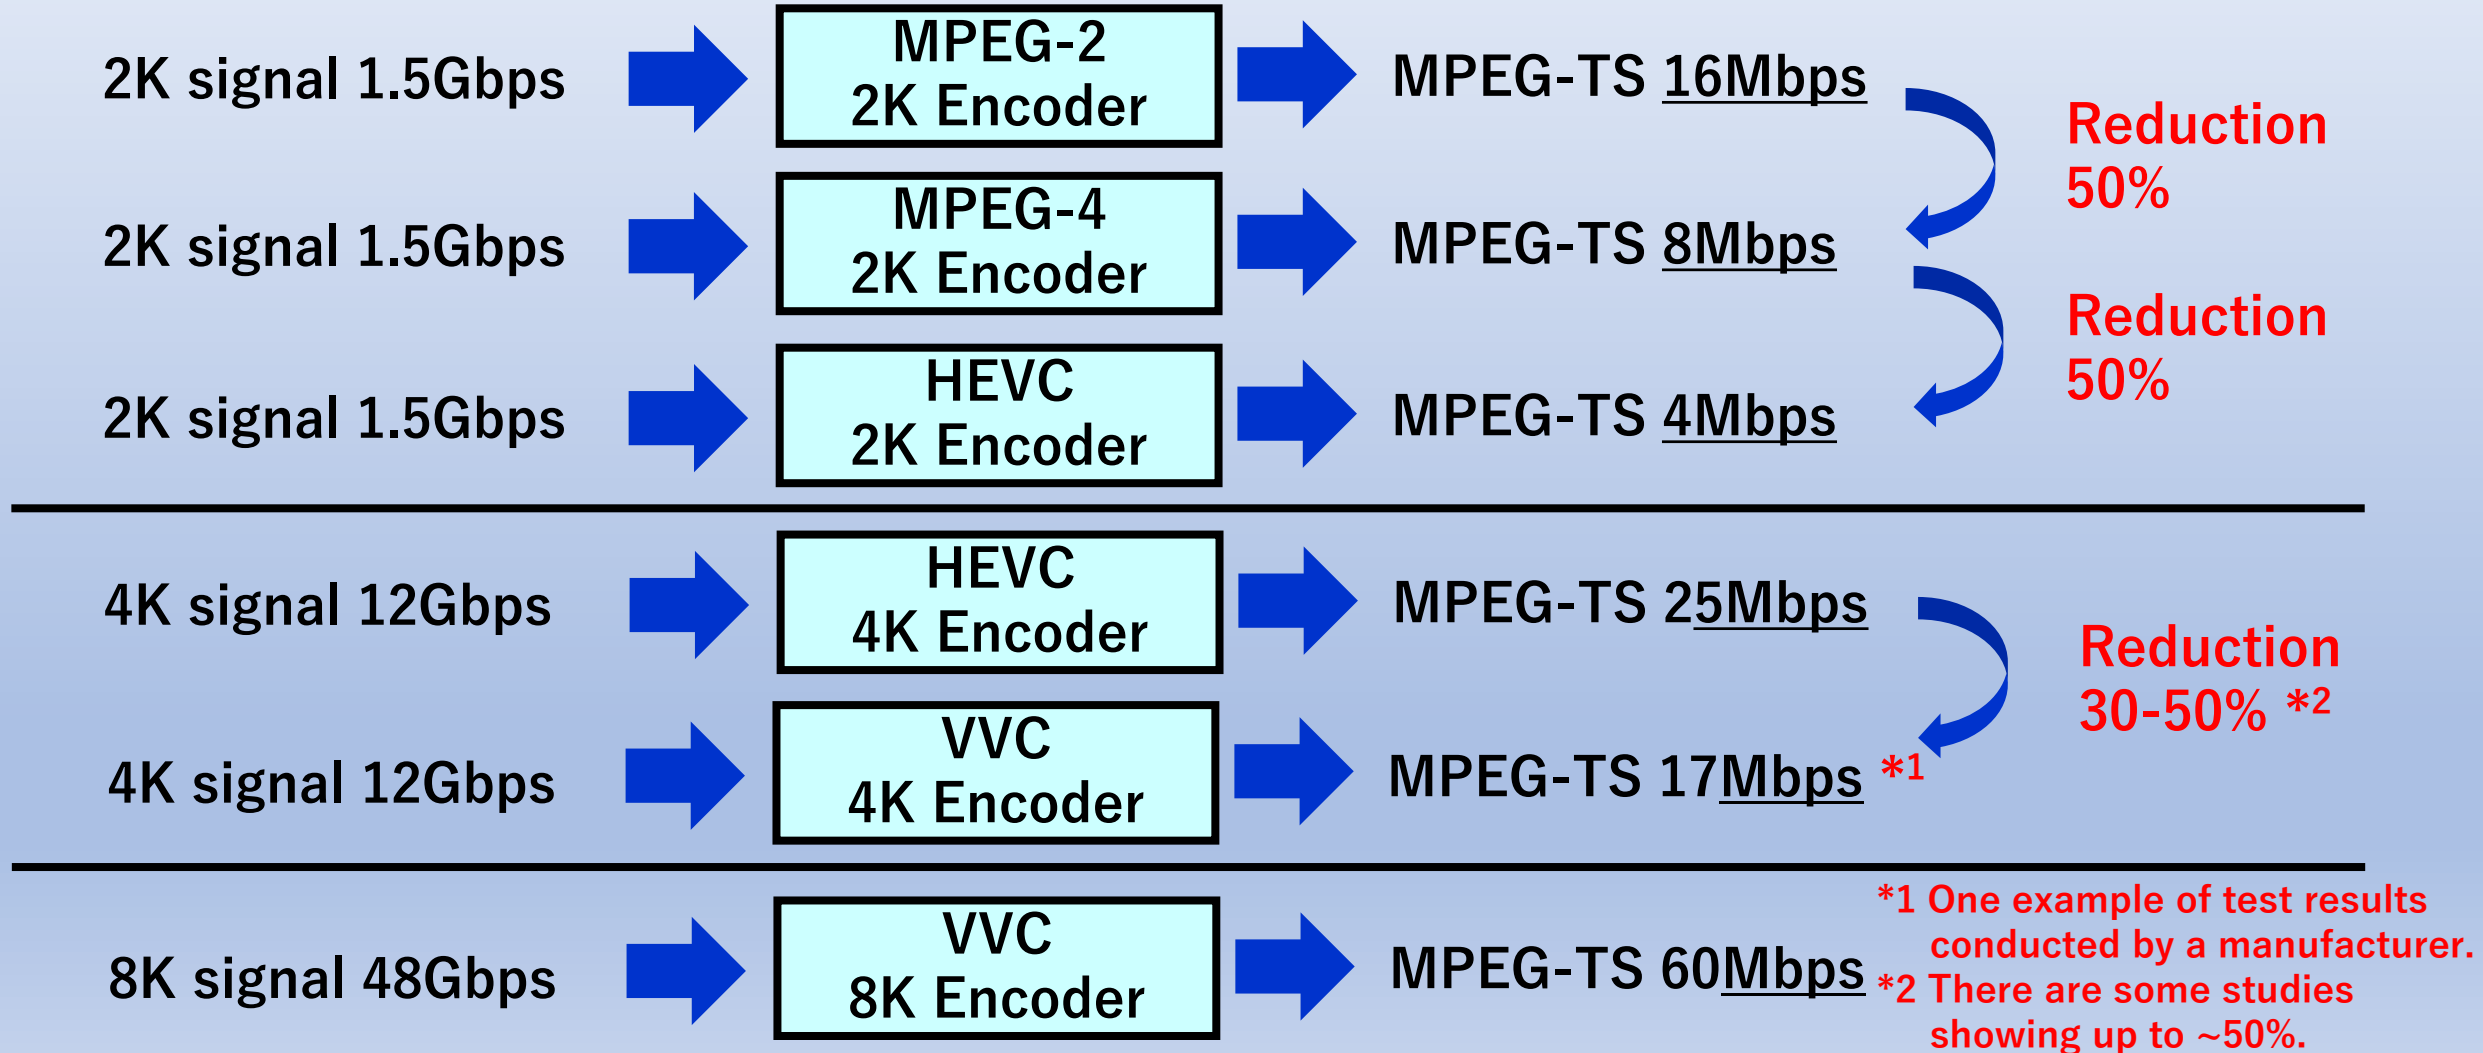 2K signal 1.5Gbps
MPEG-2
2K Encoder
MPEG-TS 16Mbps
Reduction
50%
2K signal 1.5Gbps
MPEG-4
2K Encoder
MPEG-TS 8Mbps
Reduction
50%
2K signal 1.5Gbps
HEVC
2K Encoder
MPEG-TS 4Mbps
4K signal 12Gbps
HEVC
4K Encoder
MPEG-TS 25Mbps
Reduction
30-50% *2
4K signal 12Gbps
VVC
4K Encoder
MPEG-TS 17Mbps *1
8K signal 48Gbps
VVC
8K Encoder
MPEG-TS 60Mbps
*1 One example of test results
conducted by a manufacturer.
*2 There are some studies
showing up to ~50%.